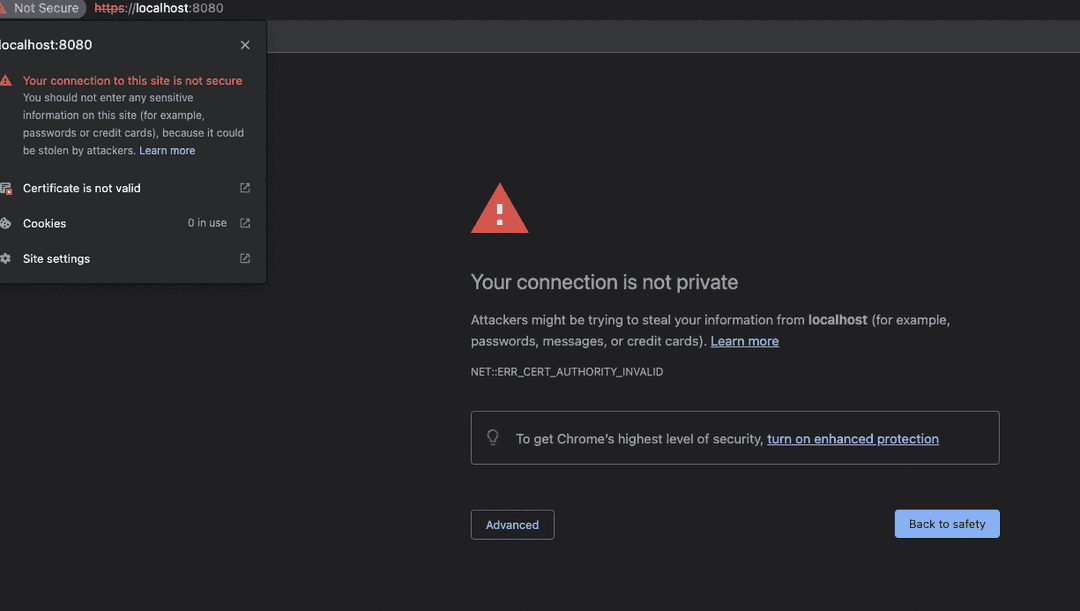 Not Secure https://localhost:8080
localhost:8080
Your connection to this site is not secure
You should not enter any sensitive
information on this site (for example,
passwords or credit cards), because it could
be stolen by attackers. Learn more
Certificate is not valid
Cookies 0 in use
Site settings
Your connection is not private
Attackers might be trying to steal your information from localhost (for example,
passwords, messages, or credit cards). Learn more
NET::ERR_CERT_AUTHORITY_INVALID
To get Chrome's highest level of security, turn on enhanced protection
Advanced Back to safety